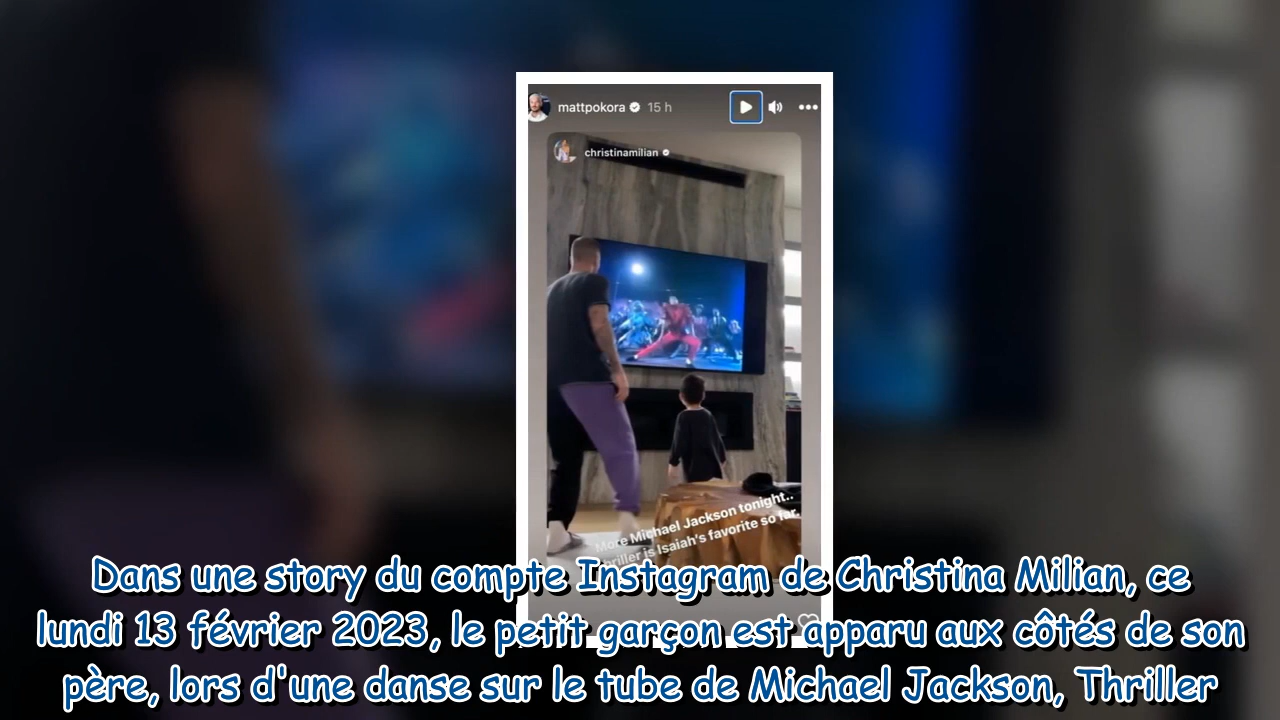 mattpokora 15 h
christinamilian
More Michael Jackson tonight..
Thriller is Isaiah's favorite so far.
Dans une story du compte Instagram de Christina Milian, ce
lundi 13 février 2023, le petit garçon est apparu aux côtés de son
père, lors d'une danse sur le tube de Michael Jackson, Thriller